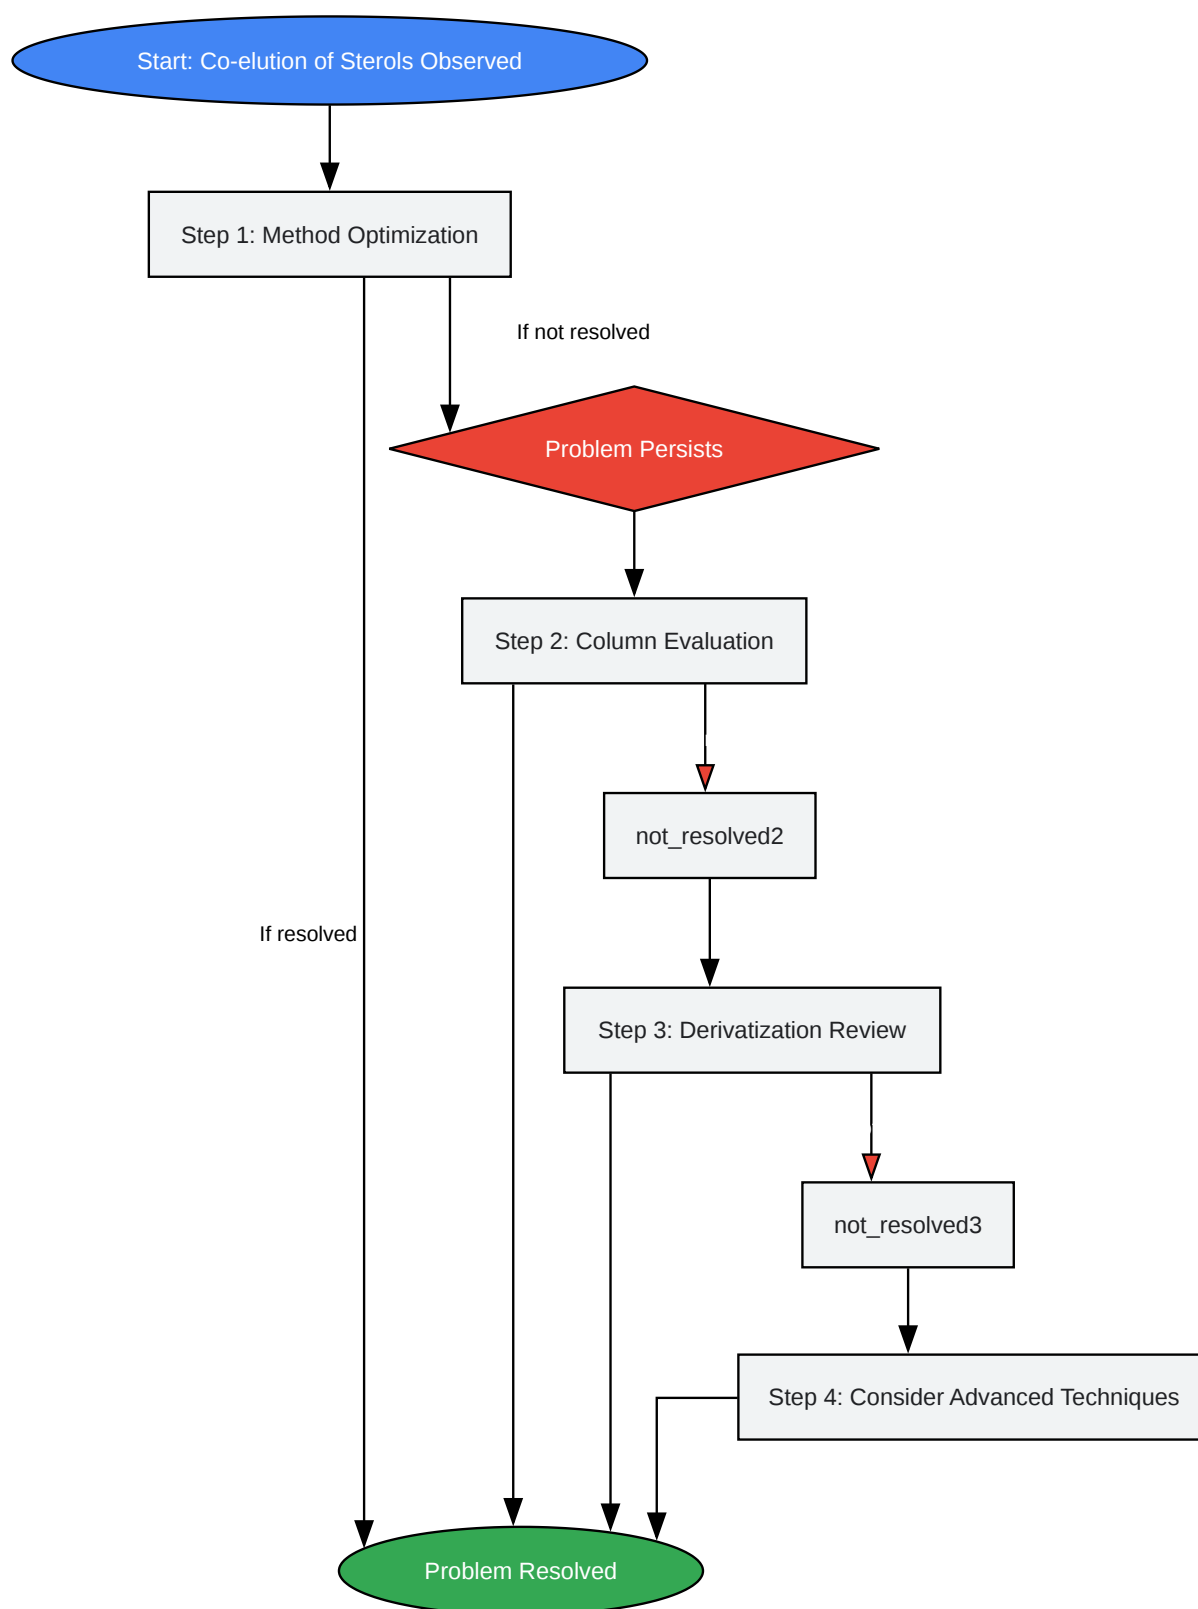 Start: Co-elution of Sterols Observed
Step 1: Method Optimization
If not resolved
Problem Persists
Step 2: Column Evaluation
not_resolved2
If resolved
Step 3: Derivatization Review
not_resolved3
Step 4: Consider Advanced Techniques
Problem Resolved